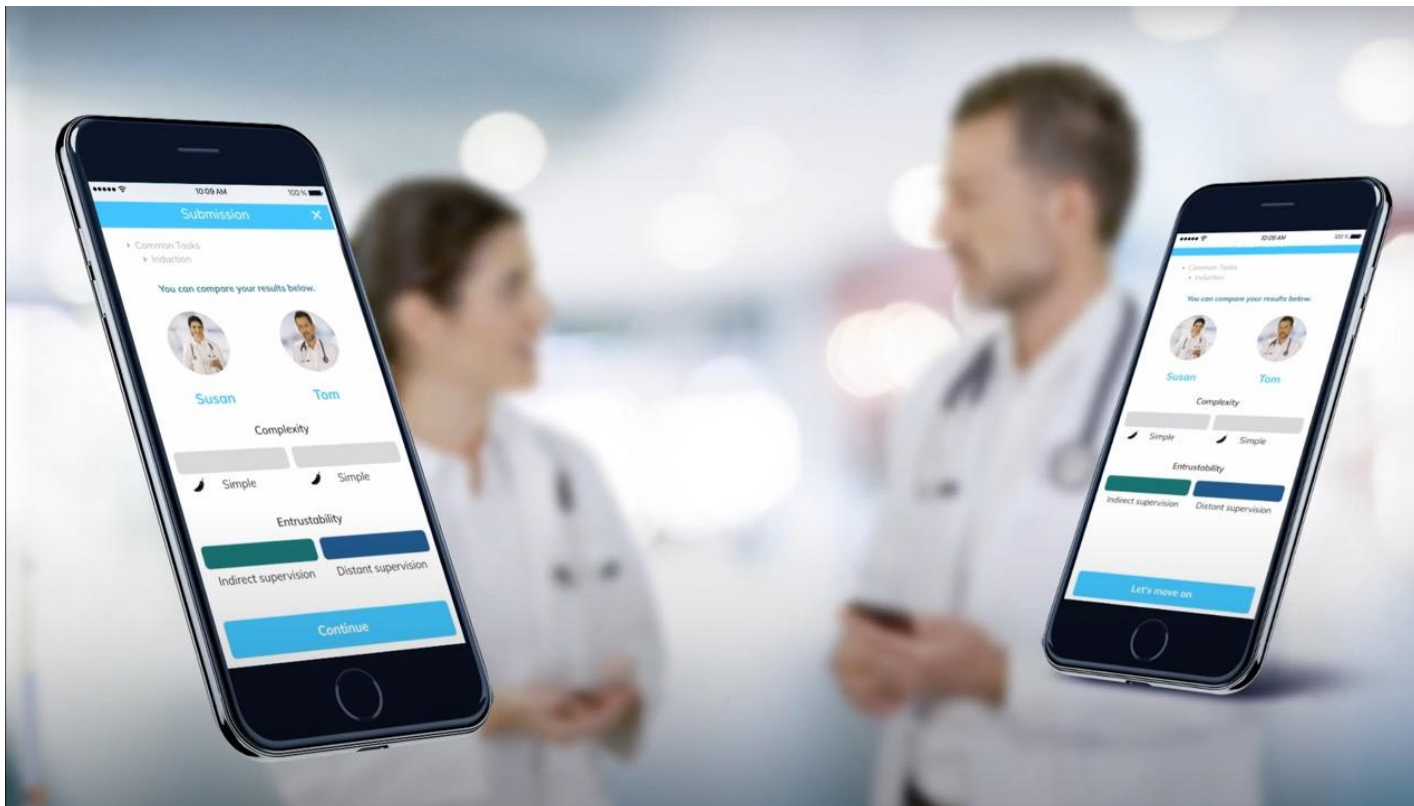 10:09 AM 100 %
Submission X
Common Tasks
Induction
You can compare your results below.
Susan Tom
Complexity
Simple Simple
Entrustability
Indirect supervision Distant supervision
Continue
10:09 AM 100 %
Common Tasks
Induction
You can compare your results below.
Susan Tom
Complexity
Simple Simple
Entrustability
Indirect supervision Distant supervision
Let's move on